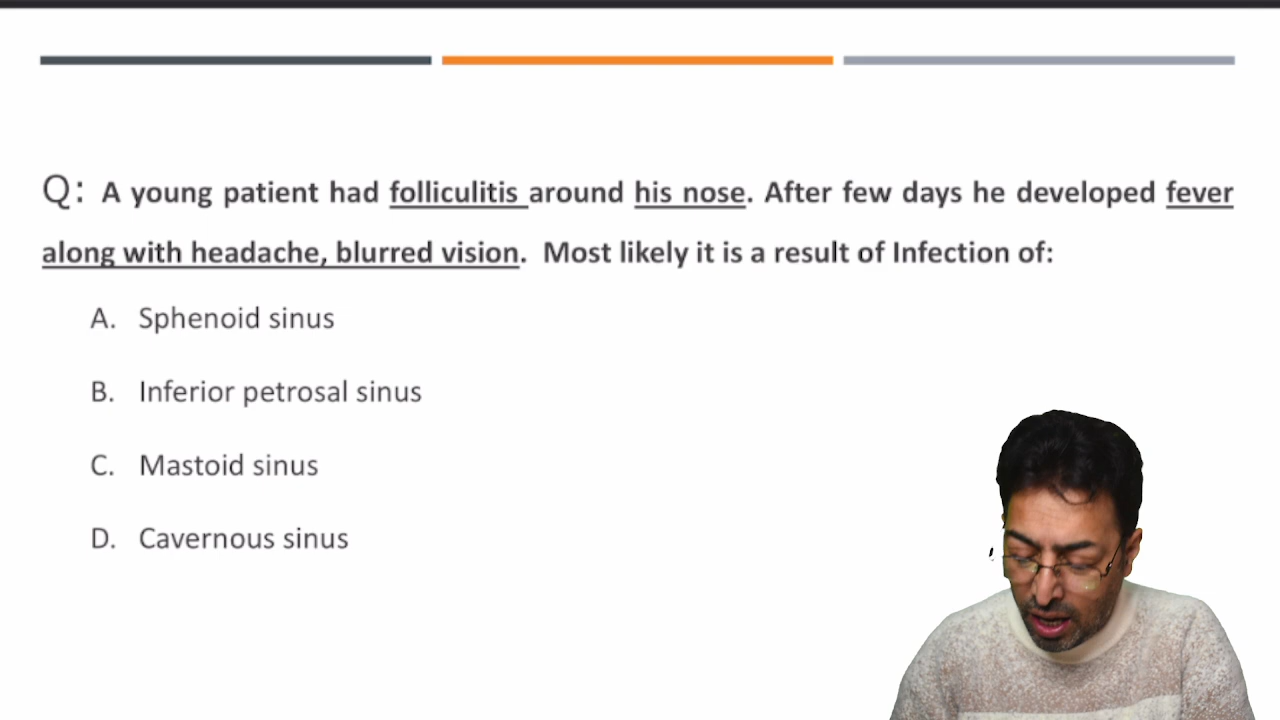 Q: A young patient had folliculitis around his nose. After few days he developed fever
along with headache, blurred vision. Most likely it is a result of Infection of:
A. Sphenoid sinus
B. Inferior petrosal sinus
C. Mastoid sinus
D. Cavernous sinus